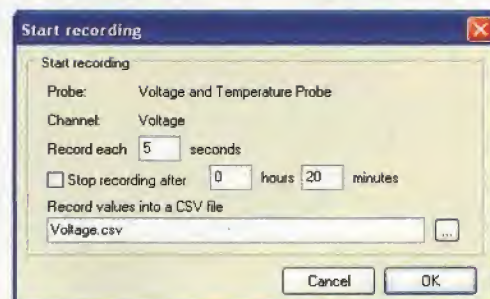 Start recording
Start recording
Probe: Voltage and Temperature Probe
Channel: Voltage
Record each 5 seconds
Stop recording after 0 hours 20 minutes
Record values into a CSV file
Voltage.csv ...
Cancel OK